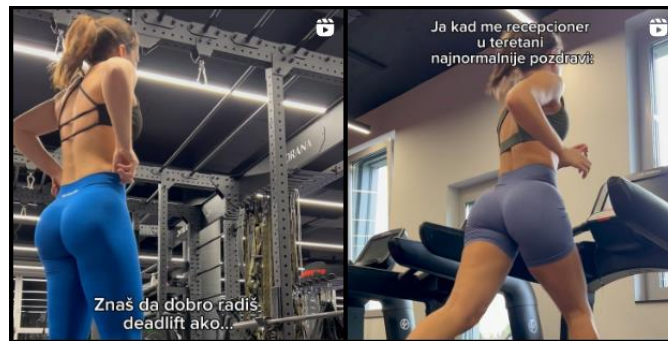 Znaš da dobro radiš
deadlift ako...
Ja kad me recepcioner
u teretani
najnormalnije pozdravi: